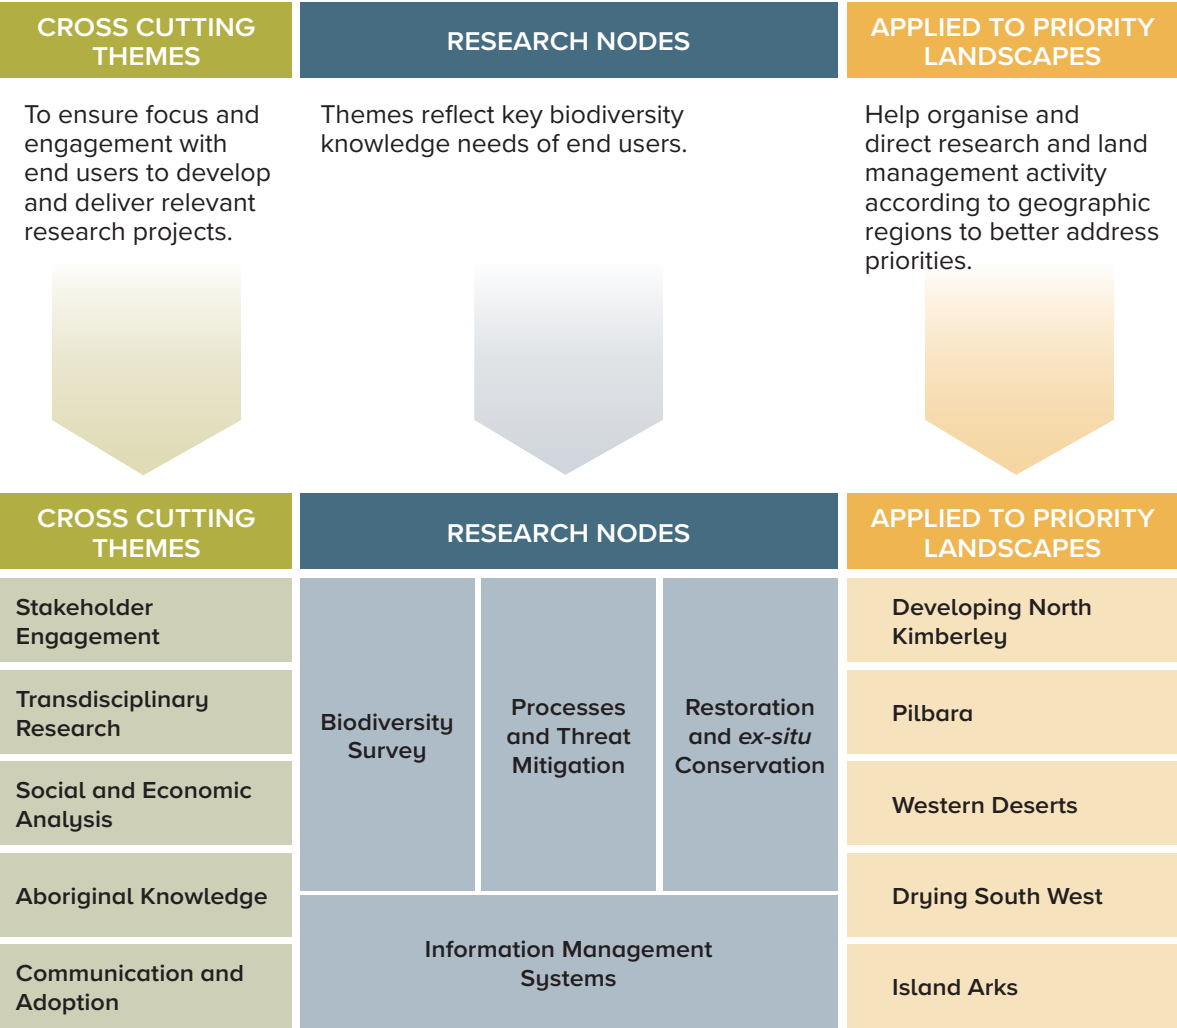 CROSS CUTTING
THEMES
RESEARCH NODES
APPLIED TO PRIORITY
LANDSCAPES
To ensure focus and
engagement with
end users to develop
and deliver relevant
research projects.
Themes reflect key biodiversity
knowledge needs of end users.
Help organise and
direct research and land
management activity
according to geographic
regions to better address
priorities.
CROSS CUTTING
THEMES
RESEARCH NODES
APPLIED TO PRIORITY
LANDSCAPES
Stakeholder
Engagement
Transdisciplinary
Research
Social and Economic
Analysis
Aboriginal Knowledge
Communication and
Adoption
Biodiversity
Survey
Processes
and Threat
Mitigation
Restoration
and ex-situ
Conservation
Information Management
Systems
Developing North
Kimberley
Pilbara
Western Deserts
Drying South West
Island Arks